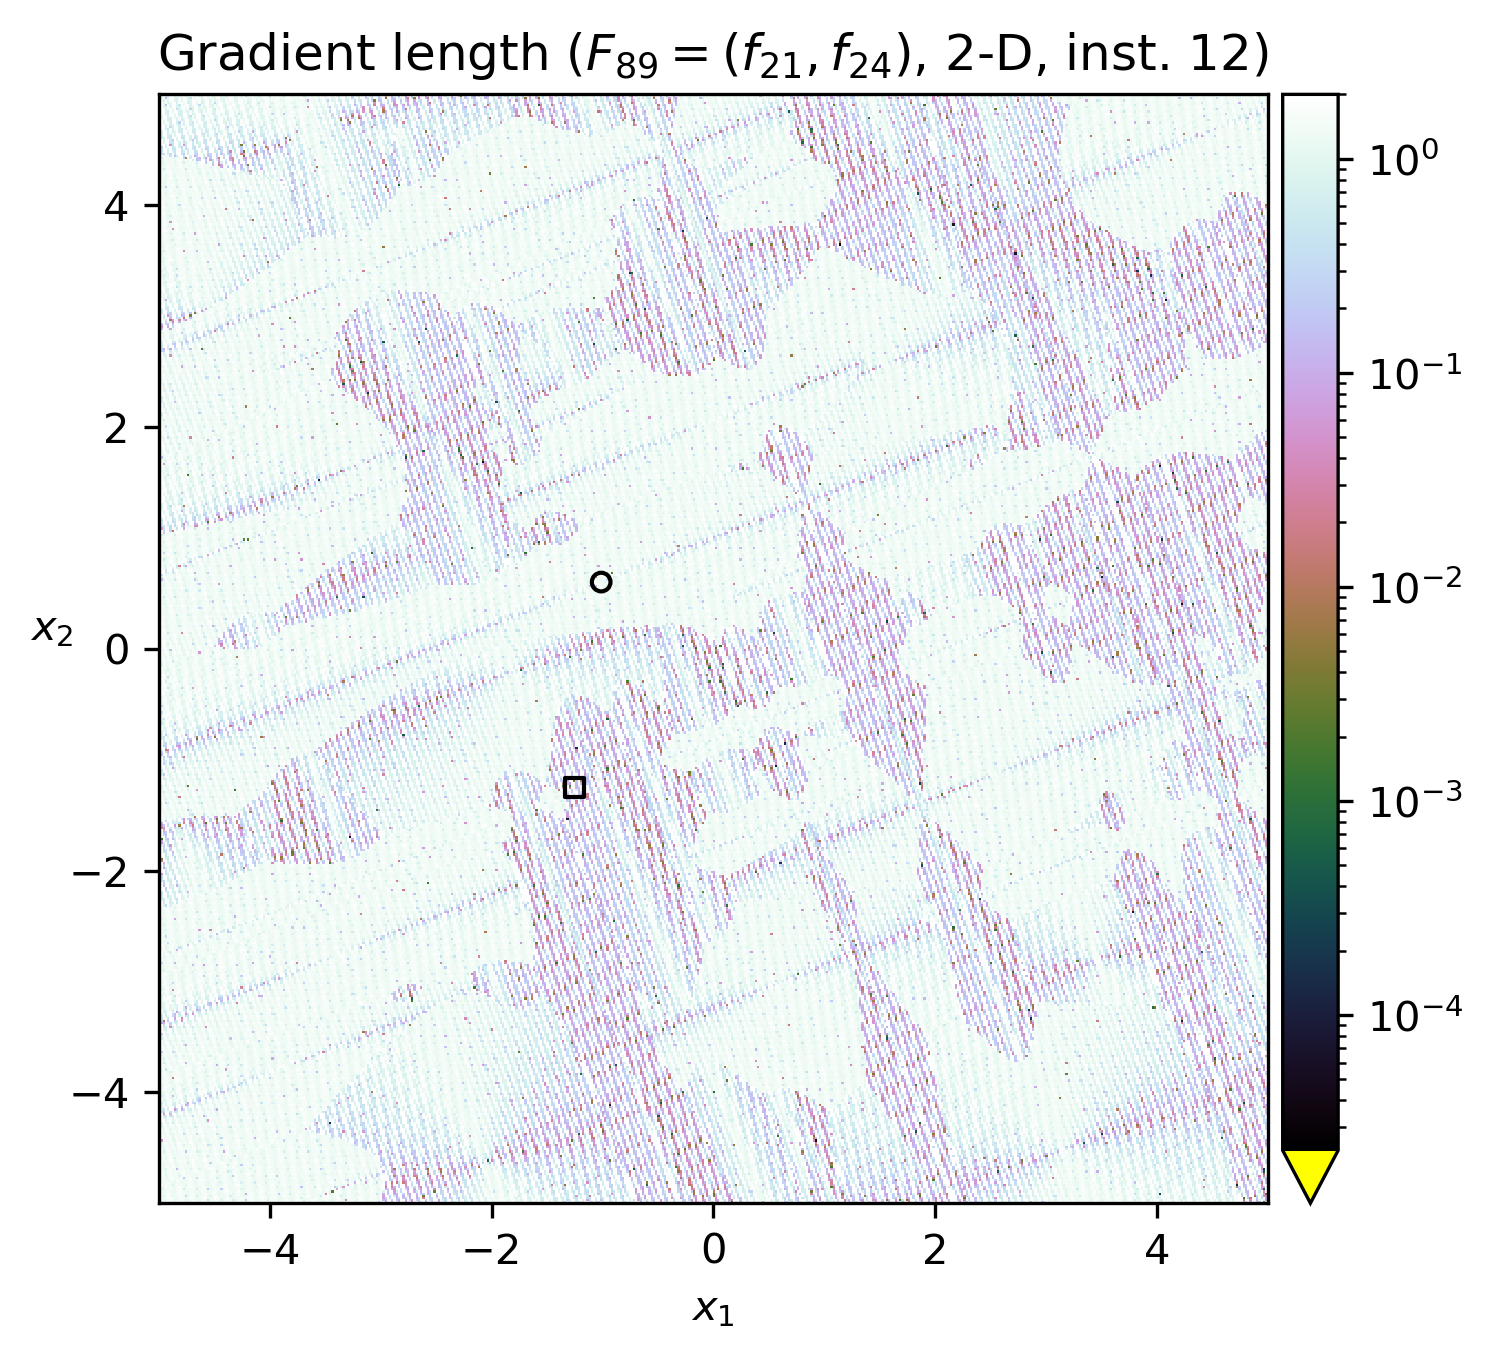 Gradient length (F₈₉ = (f₂₁, f₂₄), 2-D, inst. 12)
10⁰
10⁻¹
10⁻²
10⁻³
10⁻⁴
4
2
0
−2
−4
x₂
−4 −2 0 2 4
x₁